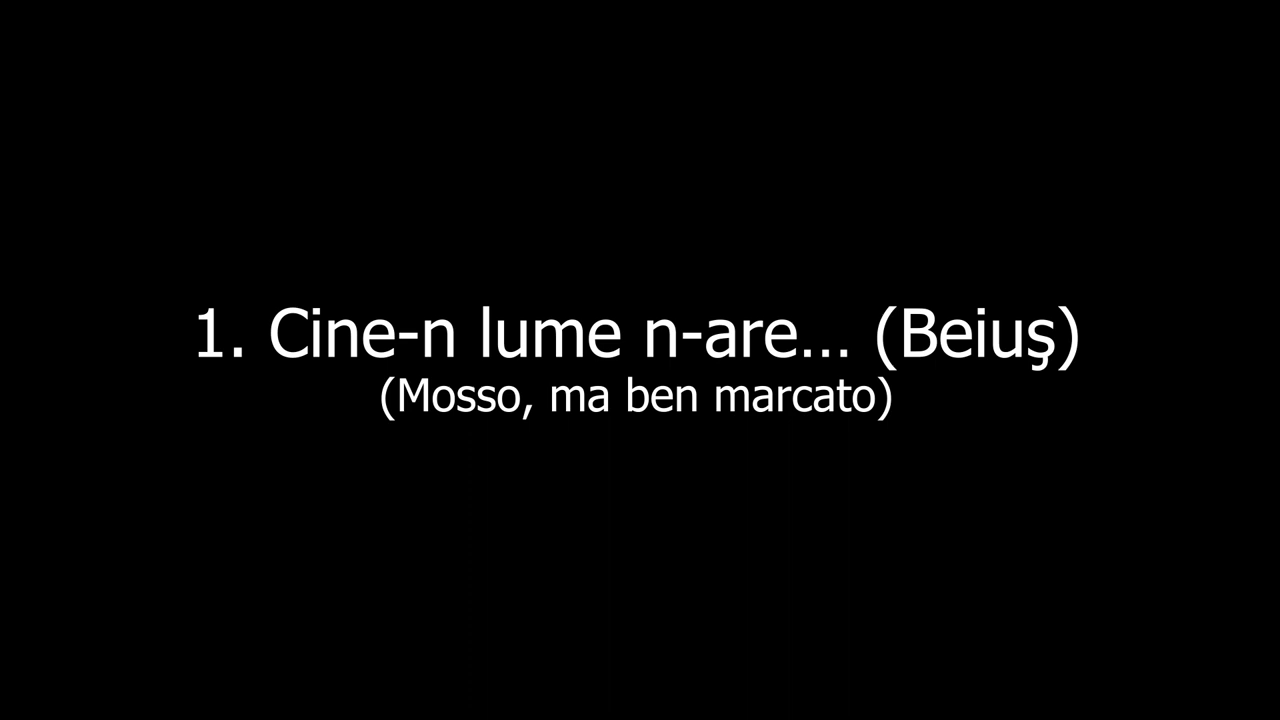 1. Cine-n lume n-are... (Beiuş)
(Mosso, ma ben marcato)